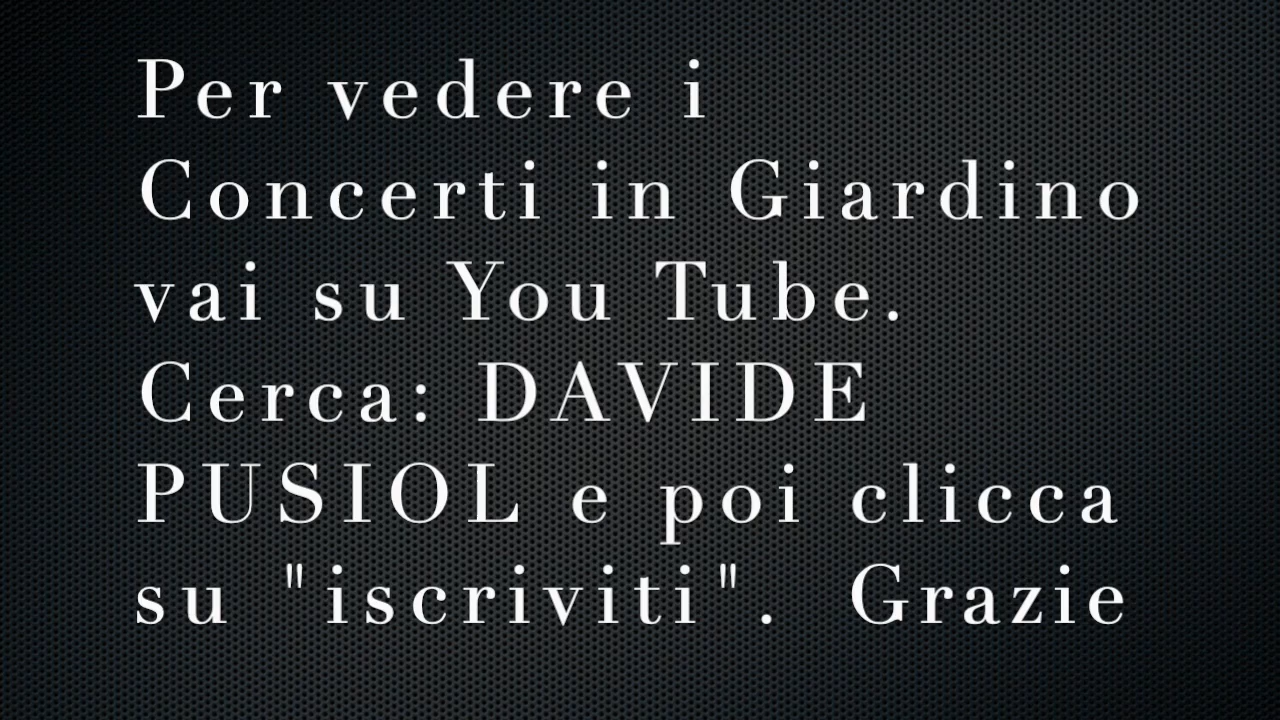 Per vedere i
Concerti in Giardino
vai su You Tube.
Cerca: DAVIDE
PUSIOL e poi clicca
su "iscriviti".  Grazie